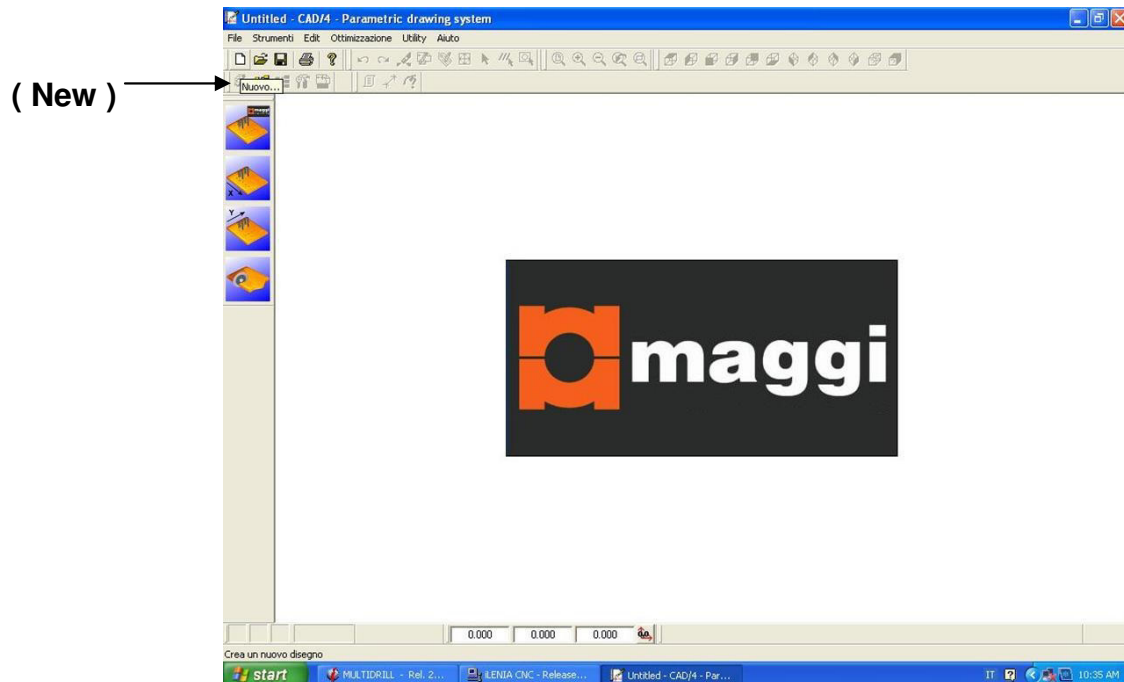 Untitled - CAD/4 - Parametric drawing system
File Strumenti Edit Ottimizzazione Utility Aiuto
( New )
Nuovo...
maggi
X
Y
maggi
0.000 0.000 0.000
Crea un nuovo disegno
start MULTIDRILL - Rel. 2... ILENIA CNC - Release... Untitled - CAD/4 - Par... IT 10:35 AM